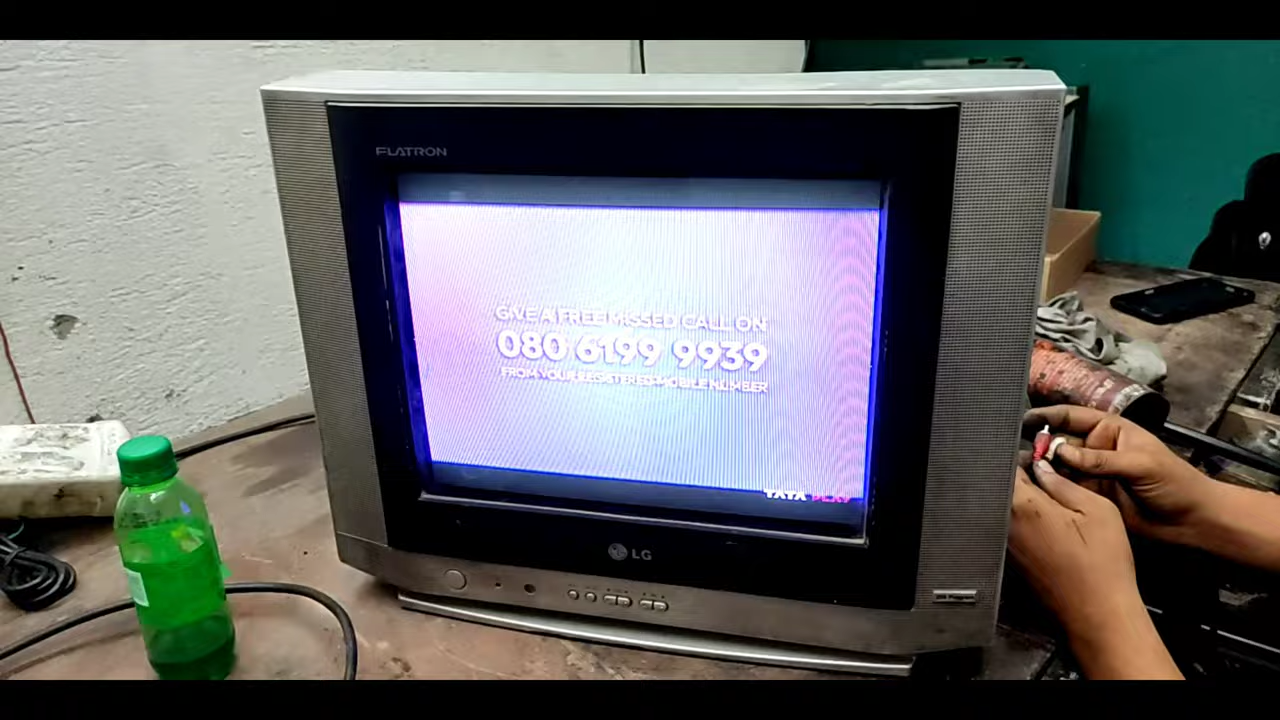 FLATRON
GIVE A FREE MISSED CALL ON
080 6199 9939
FROM YOUR REGISTERED MOBILE NUMBER
TATA PLAY
LG